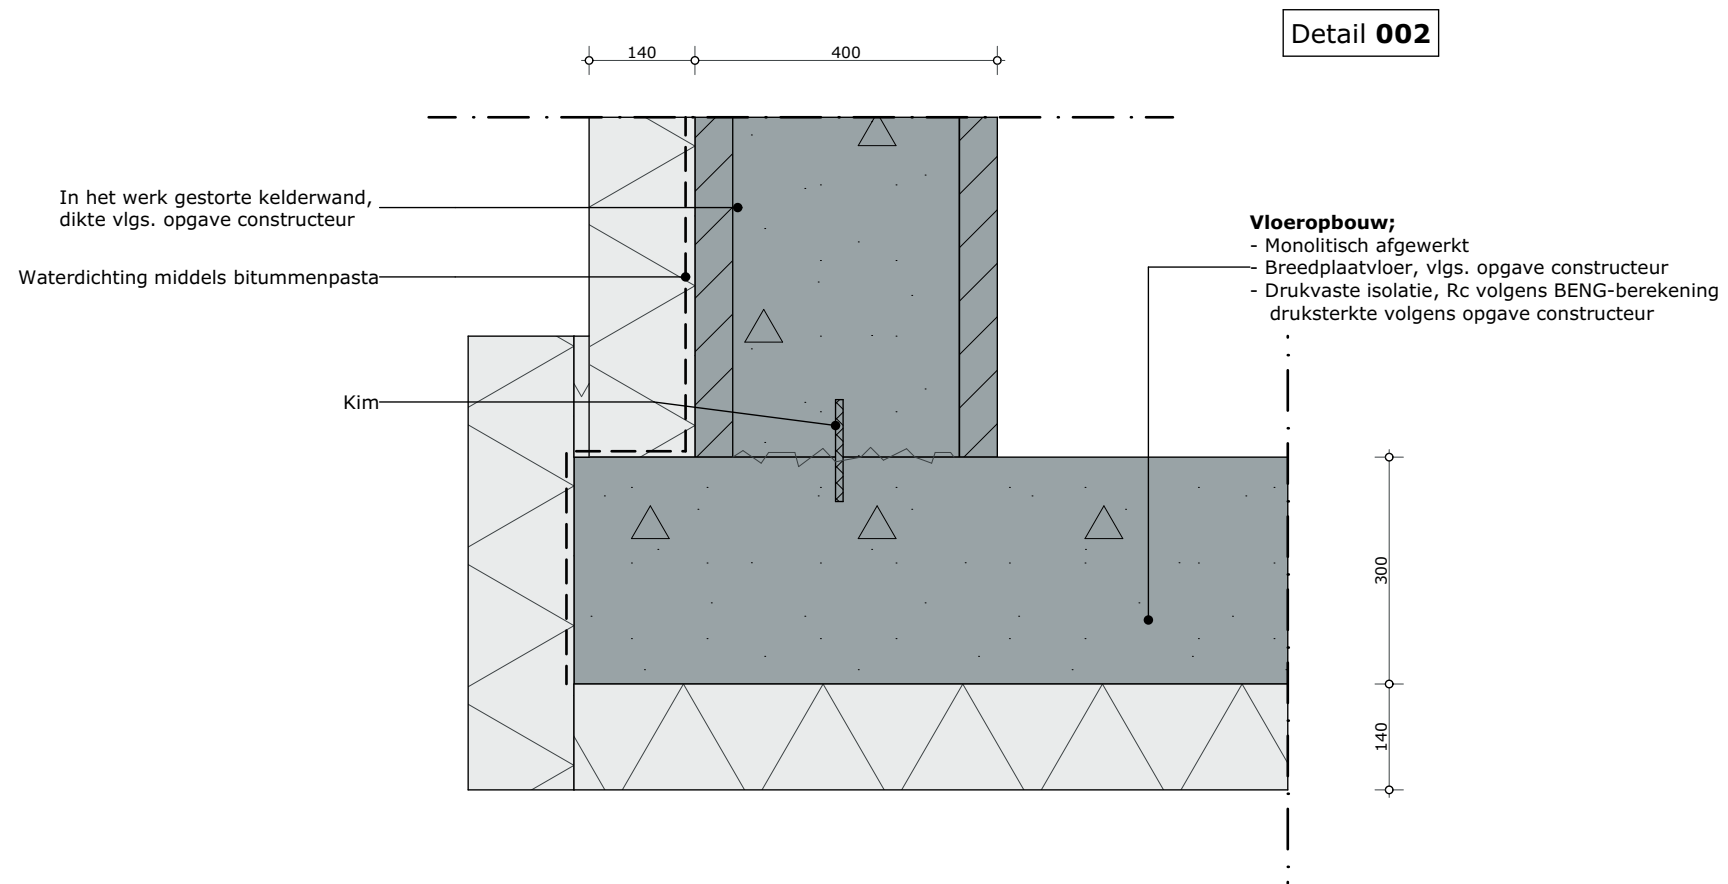 Detail 002
140
400
In het werk gestorte kelderwand,
dikte vlgs. opgave constructeur
Waterdichting middels bitummenpasta
Kim
Vloeropbouw;
- Monolitisch afgewerkt
- Breedplaatvloer, vlgs. opgave constructeur
- Drukvaste isolatie, Rc volgens BENG-berekening
druksterkte volgens opgave constructeur
300
140